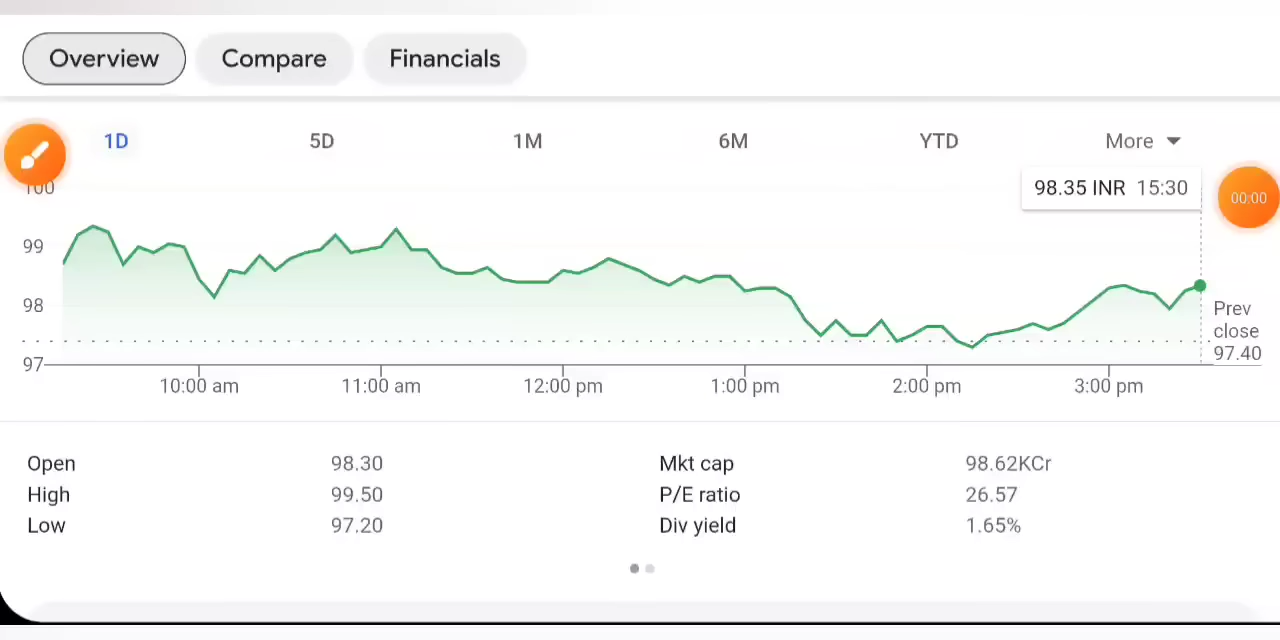 Overview Compare Financials
1D 5D 1M 6M YTD More
98.35 INR 15:30
00:00
100
99
98
97
Prev
close
97.40
10:00 am 11:00 am 12:00 pm 1:00 pm 2:00 pm 3:00 pm
Open 98.30 Mkt cap 98.62KCr
High 99.50 P/E ratio 26.57
Low 97.20 Div yield 1.65%